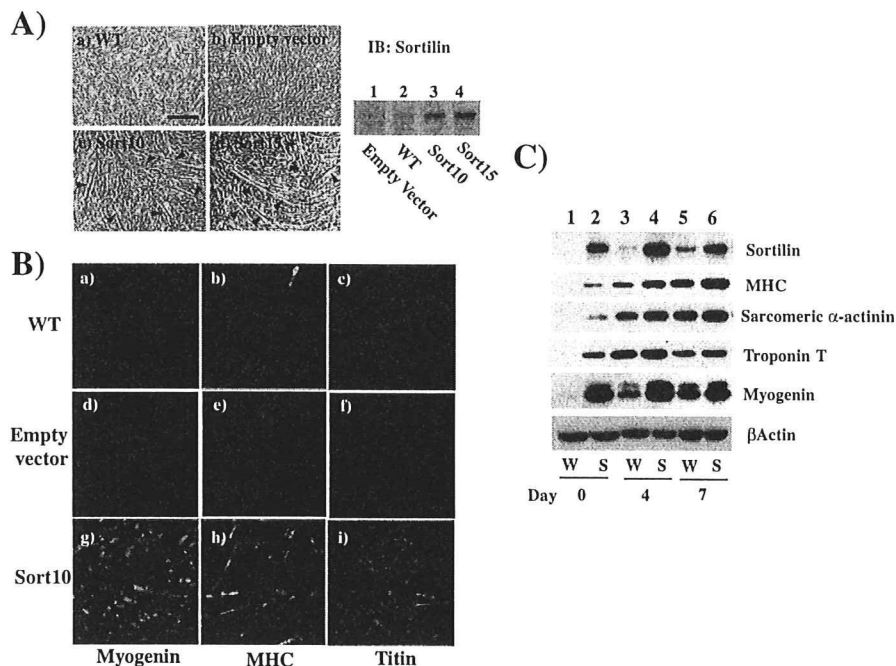 A)
a) WT
b) Empty vector
c) Sort10
d) Sort15
IB: Sortilin
1 2 3 4
Empty Vector
WT
Sort10
Sort15
B)
WT
a) b) c)
Empty
vector
d) e) f)
Sort10
g) h) i)
Myogenin MHC Titin
C)
1 2 3 4 5 6
Sortilin
MHC
Sarcomeric α-actinin
Troponin T
Myogenin
βActin
W S W S W S
Day 0 4 7